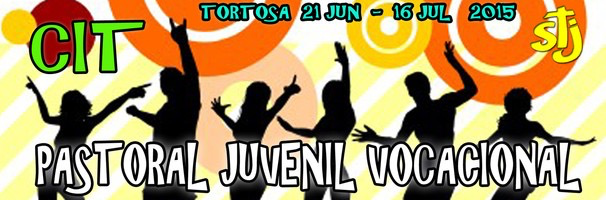 TORTOSA 21 JUN - 16 JUL 2015
CIT
stj
PASTORAL JUVENIL VOCACIONAL